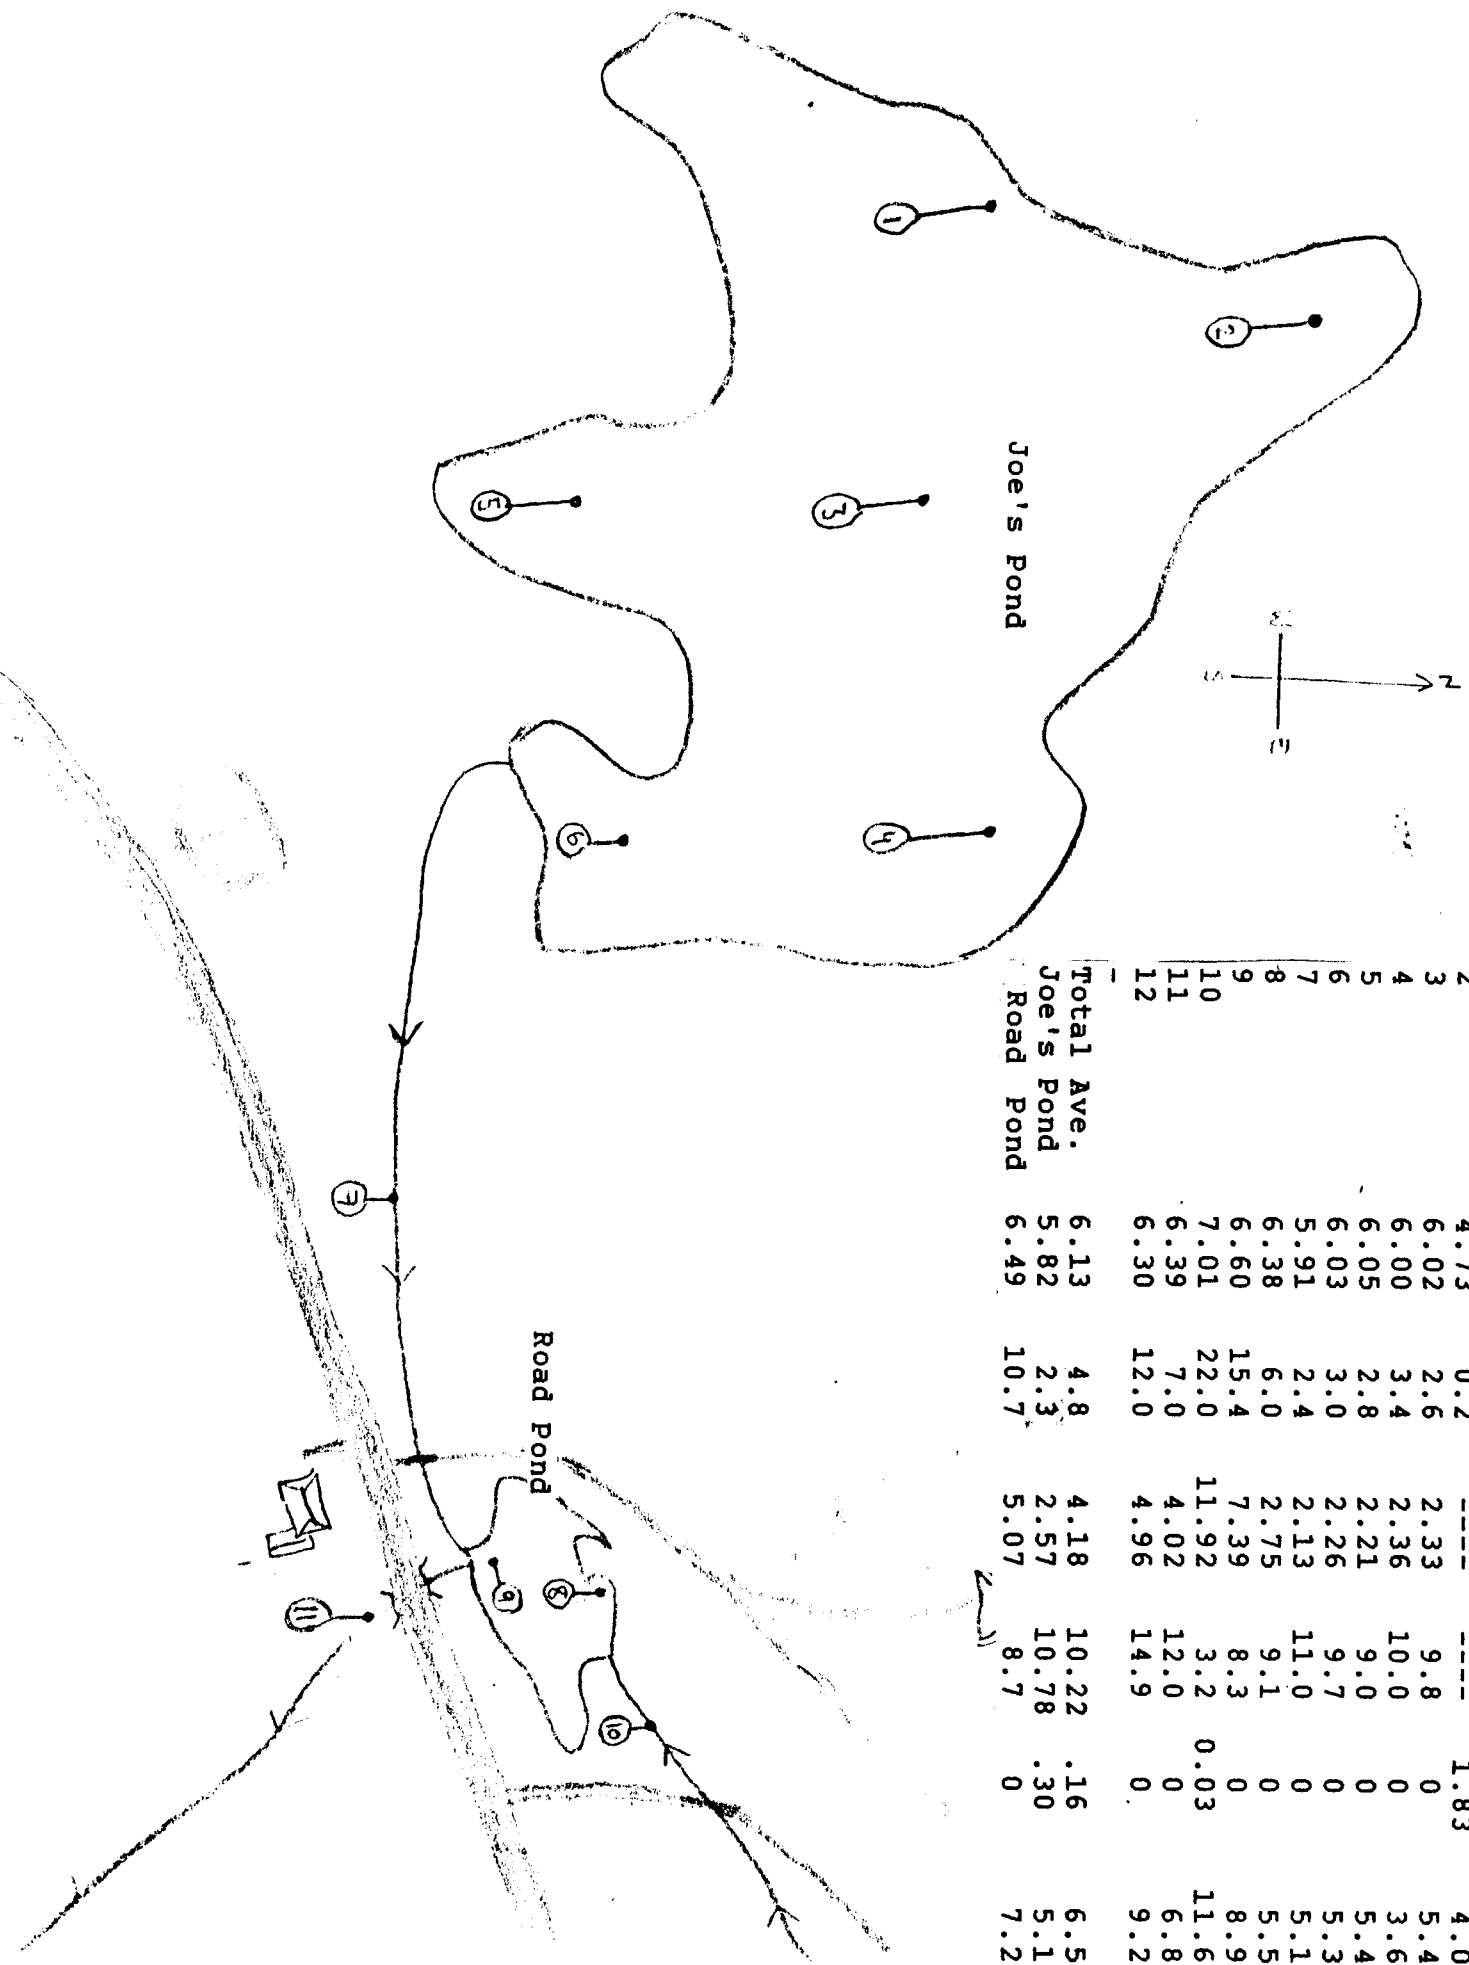 2 4.73 0.2 ---- ---- 1.83 4.0
3 6.02 2.6 2.33 9.8 0 5.4
4 6.00 3.4 2.36 10.0 0 3.6
5 6.05 2.8 2.21 9.0 0 5.4
6 6.03 3.0 2.26 9.7 0 5.3
7 5.91 2.4 2.13 11.0 0 5.1
8 6.38 6.0 2.75 9.1 0 5.5
9 6.60 15.4 7.39 8.3 0 8.9
10 7.01 22.0 11.92 3.2 0.03 11.6
11 6.39 7.0 4.02 12.0 0 6.8
12 6.30 12.0 4.96 14.9 0 9.2
-
Total Ave. 6.13 4.8 4.18 10.22 .16 6.5
Joe's Pond 5.82 2.3 2.57 10.78 .30 5.1
Road Pond 6.49 10.7 5.07 8.7 0 7.2
N
W E
S
2
Joe's Pond
1
4
3
6
5
10
8
Road Pond
9
7
11